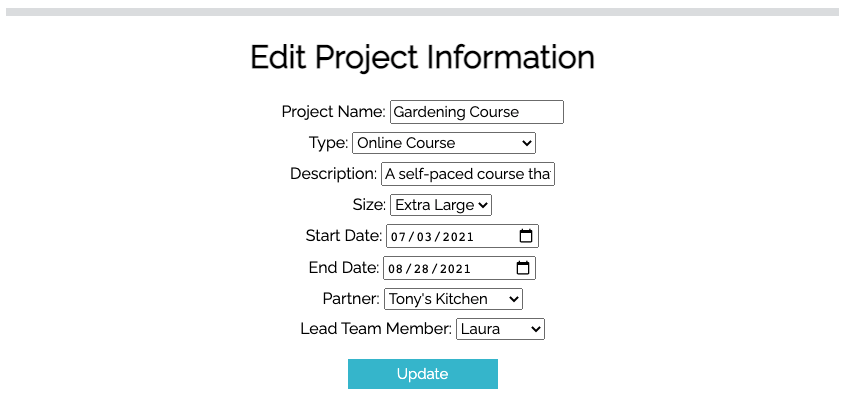 Edit Project Information
Project Name: Gardening Course
Type: Online Course
Description: A self-paced course tha
Size: Extra Large
Start Date: 07/03/2021
End Date: 08/28/2021
Partner: Tony's Kitchen
Lead Team Member: Laura
Update